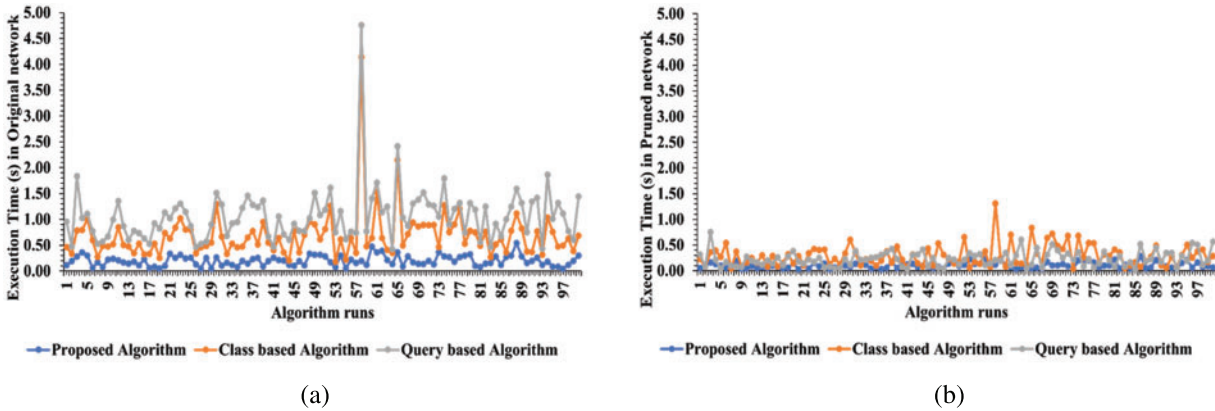 Execution Time (s) in Original network
5.00
4.50
4.00
3.50
3.00
2.50
2.00
1.50
1.00
0.50
0.00
1 5 9 13 17 21 25 29 33 37 41 45 49 53 57 61 65 69 73 77 81 85 89 93 97
Algorithm runs
Proposed Algorithm Class based Algorithm Query based Algorithm
(a)
Execution Time (s) in Pruned network
5.00
4.50
4.00
3.50
3.00
2.50
2.00
1.50
1.00
0.50
0.00
1 5 9 13 17 21 25 29 33 37 41 45 49 53 57 61 65 69 73 77 81 85 89 93 97
Algorithm runs
Proposed Algorithm Class based Algorithm Query based Algorithm
(b)